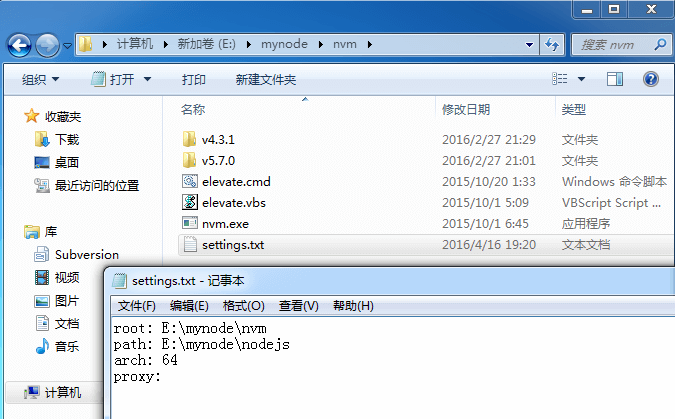 计算机 新加卷 (E:) mynode nvm 搜索 nvm
组织 打开 打印 新建文件夹
收藏夹
下载
桌面
最近访问的位置
库
Subversion
视频
图片
文档
音乐
计算机
名称 修改日期 类型
v4.3.1 2016/2/27 21:29 文件夹
v5.7.0 2016/2/27 21:01 文件夹
elevate.cmd 2015/10/20 1:33 Windows 命令脚本
elevate.vbs 2015/10/1 5:09 VBScript Script ...
nvm.exe 2015/10/1 6:45 应用程序
settings.txt 2016/4/16 19:20 文本文档
settings.txt - 记事本
文件(F) 编辑(E) 格式(O) 查看(V) 帮助(H)
root: E:\mynode\nvm
path: E:\mynode\nodejs
arch: 64
proxy: